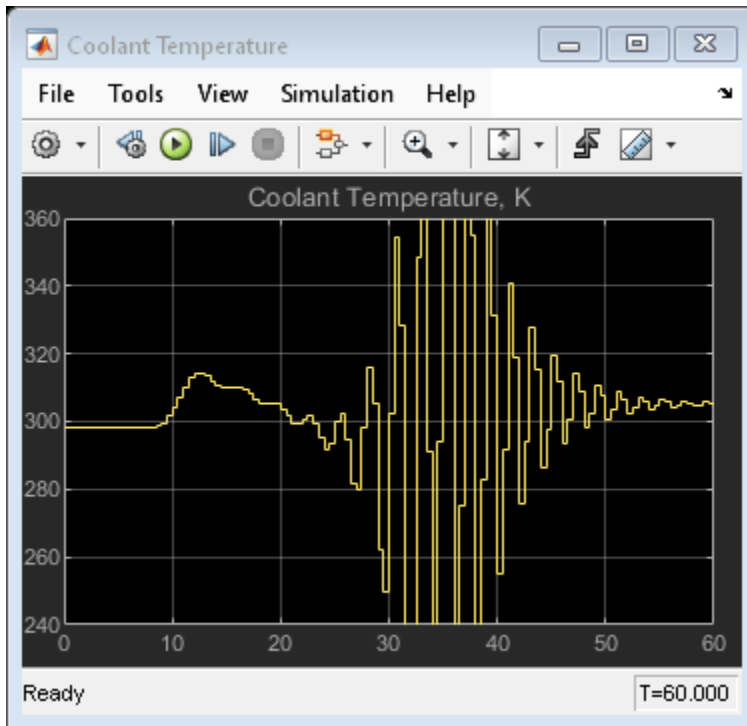 Coolant Temperature
File Tools View Simulation Help
Coolant Temperature, K
360
340
320
300
280
260
240
0 10 20 30 40 50 60
Ready T=60.000